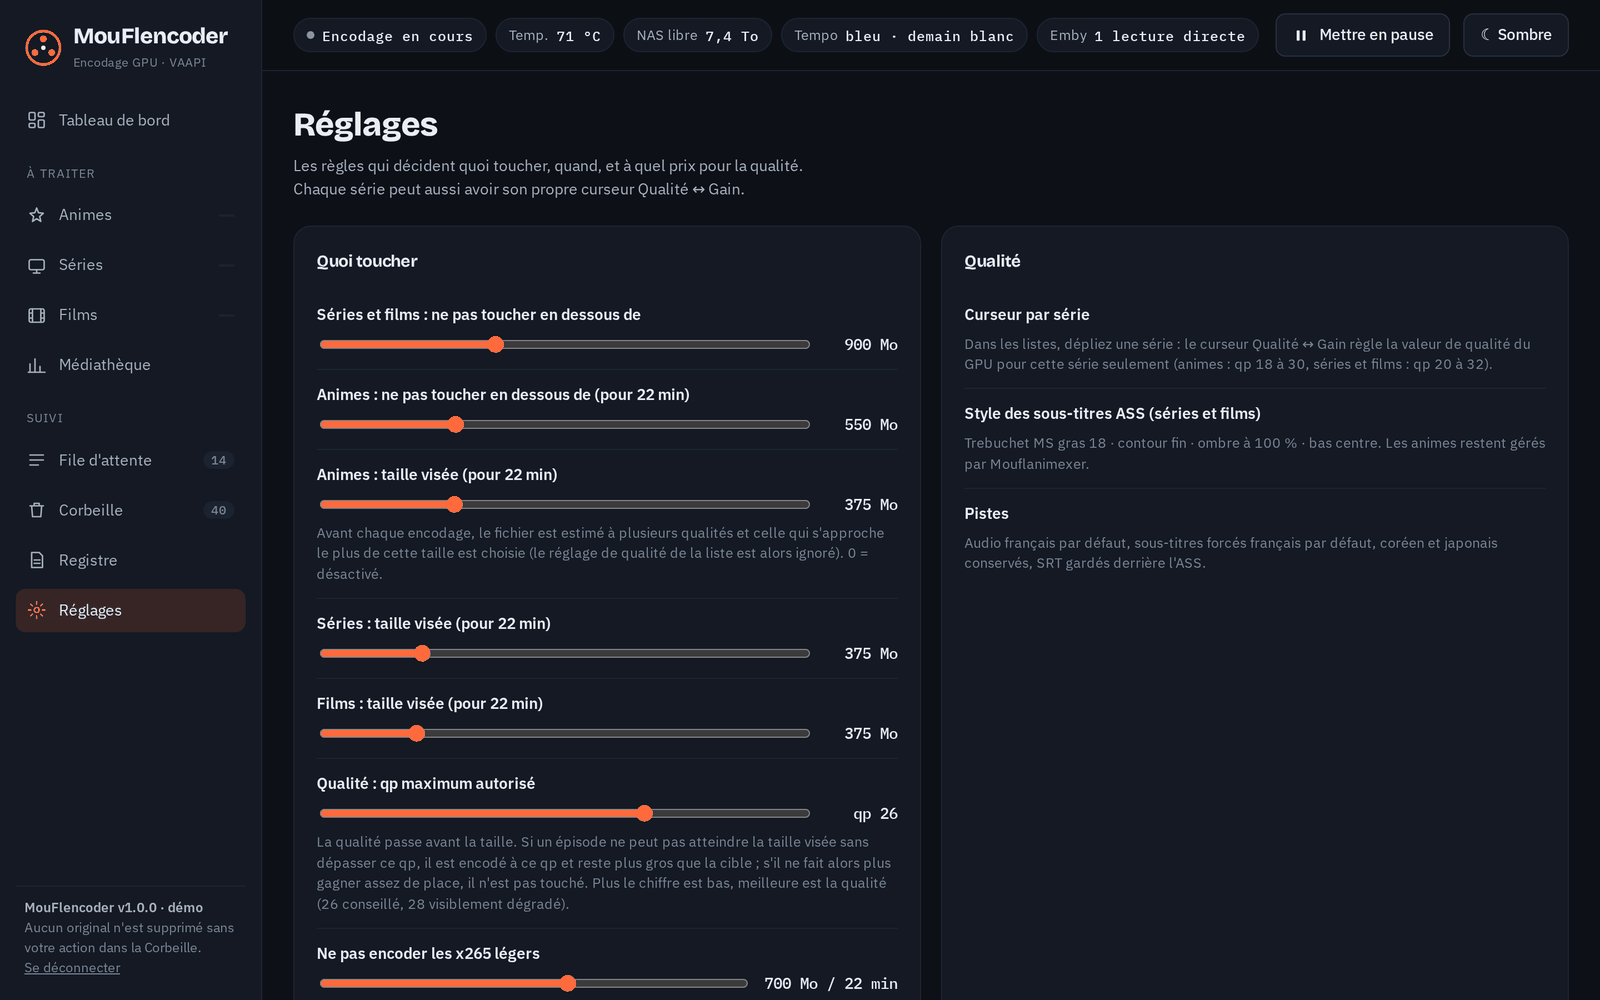 MouFlencoder
Encodage GPU · VAAPI
Tableau de bord
À TRAITER
Animes —
Séries —
Films —
Médiathèque
SUIVI
File d'attente 14
Corbeille 40
Registre
Réglages
MouFlencoder v1.0.0 · démo
Aucun original n'est supprimé sans
votre action dans la Corbeille.
Se déconnecter
Encodage en cours
Temp. 71 °C
NAS libre 7,4 To
Tempo bleu · demain blanc
Emby 1 lecture directe
Mettre en pause
☾ Sombre
Réglages
Les règles qui décident quoi toucher, quand, et à quel prix pour la qualité.
Chaque série peut aussi avoir son propre curseur Qualité ↔ Gain.
Quoi toucher
Séries et films : ne pas toucher en dessous de
900 Mo
Animes : ne pas toucher en dessous de (pour 22 min)
550 Mo
Animes : taille visée (pour 22 min)
375 Mo
Avant chaque encodage, le fichier est estimé à plusieurs qualités et celle qui s'approche
le plus de cette taille est choisie (le réglage de qualité de la liste est alors ignoré). 0 =
désactivé.
Séries : taille visée (pour 22 min)
375 Mo
Films : taille visée (pour 22 min)
375 Mo
Qualité : qp maximum autorisé
qp 26
La qualité passe avant la taille. Si un épisode ne peut pas atteindre la taille visée sans
dépasser ce qp, il est encodé à ce qp et reste plus gros que la cible ; s'il ne fait alors plus
gagner assez de place, il n'est pas touché. Plus le chiffre est bas, meilleure est la qualité
(26 conseillé, 28 visiblement dégradé).
Ne pas encoder les x265 légers
700 Mo / 22 min
Qualité
Curseur par série
Dans les listes, dépliez une série : le curseur Qualité ↔ Gain règle la valeur de qualité du
GPU pour cette série seulement (animes : qp 18 à 30, séries et films : qp 20 à 32).
Style des sous-titres ASS (séries et films)
Trebuchet MS gras 18 · contour fin · ombre à 100 % · bas centre. Les animes restent gérés
par Mouflanimexer.
Pistes
Audio français par défaut, sous-titres forcés français par défaut, coréen et japonais
conservés, SRT gardés derrière l'ASS.